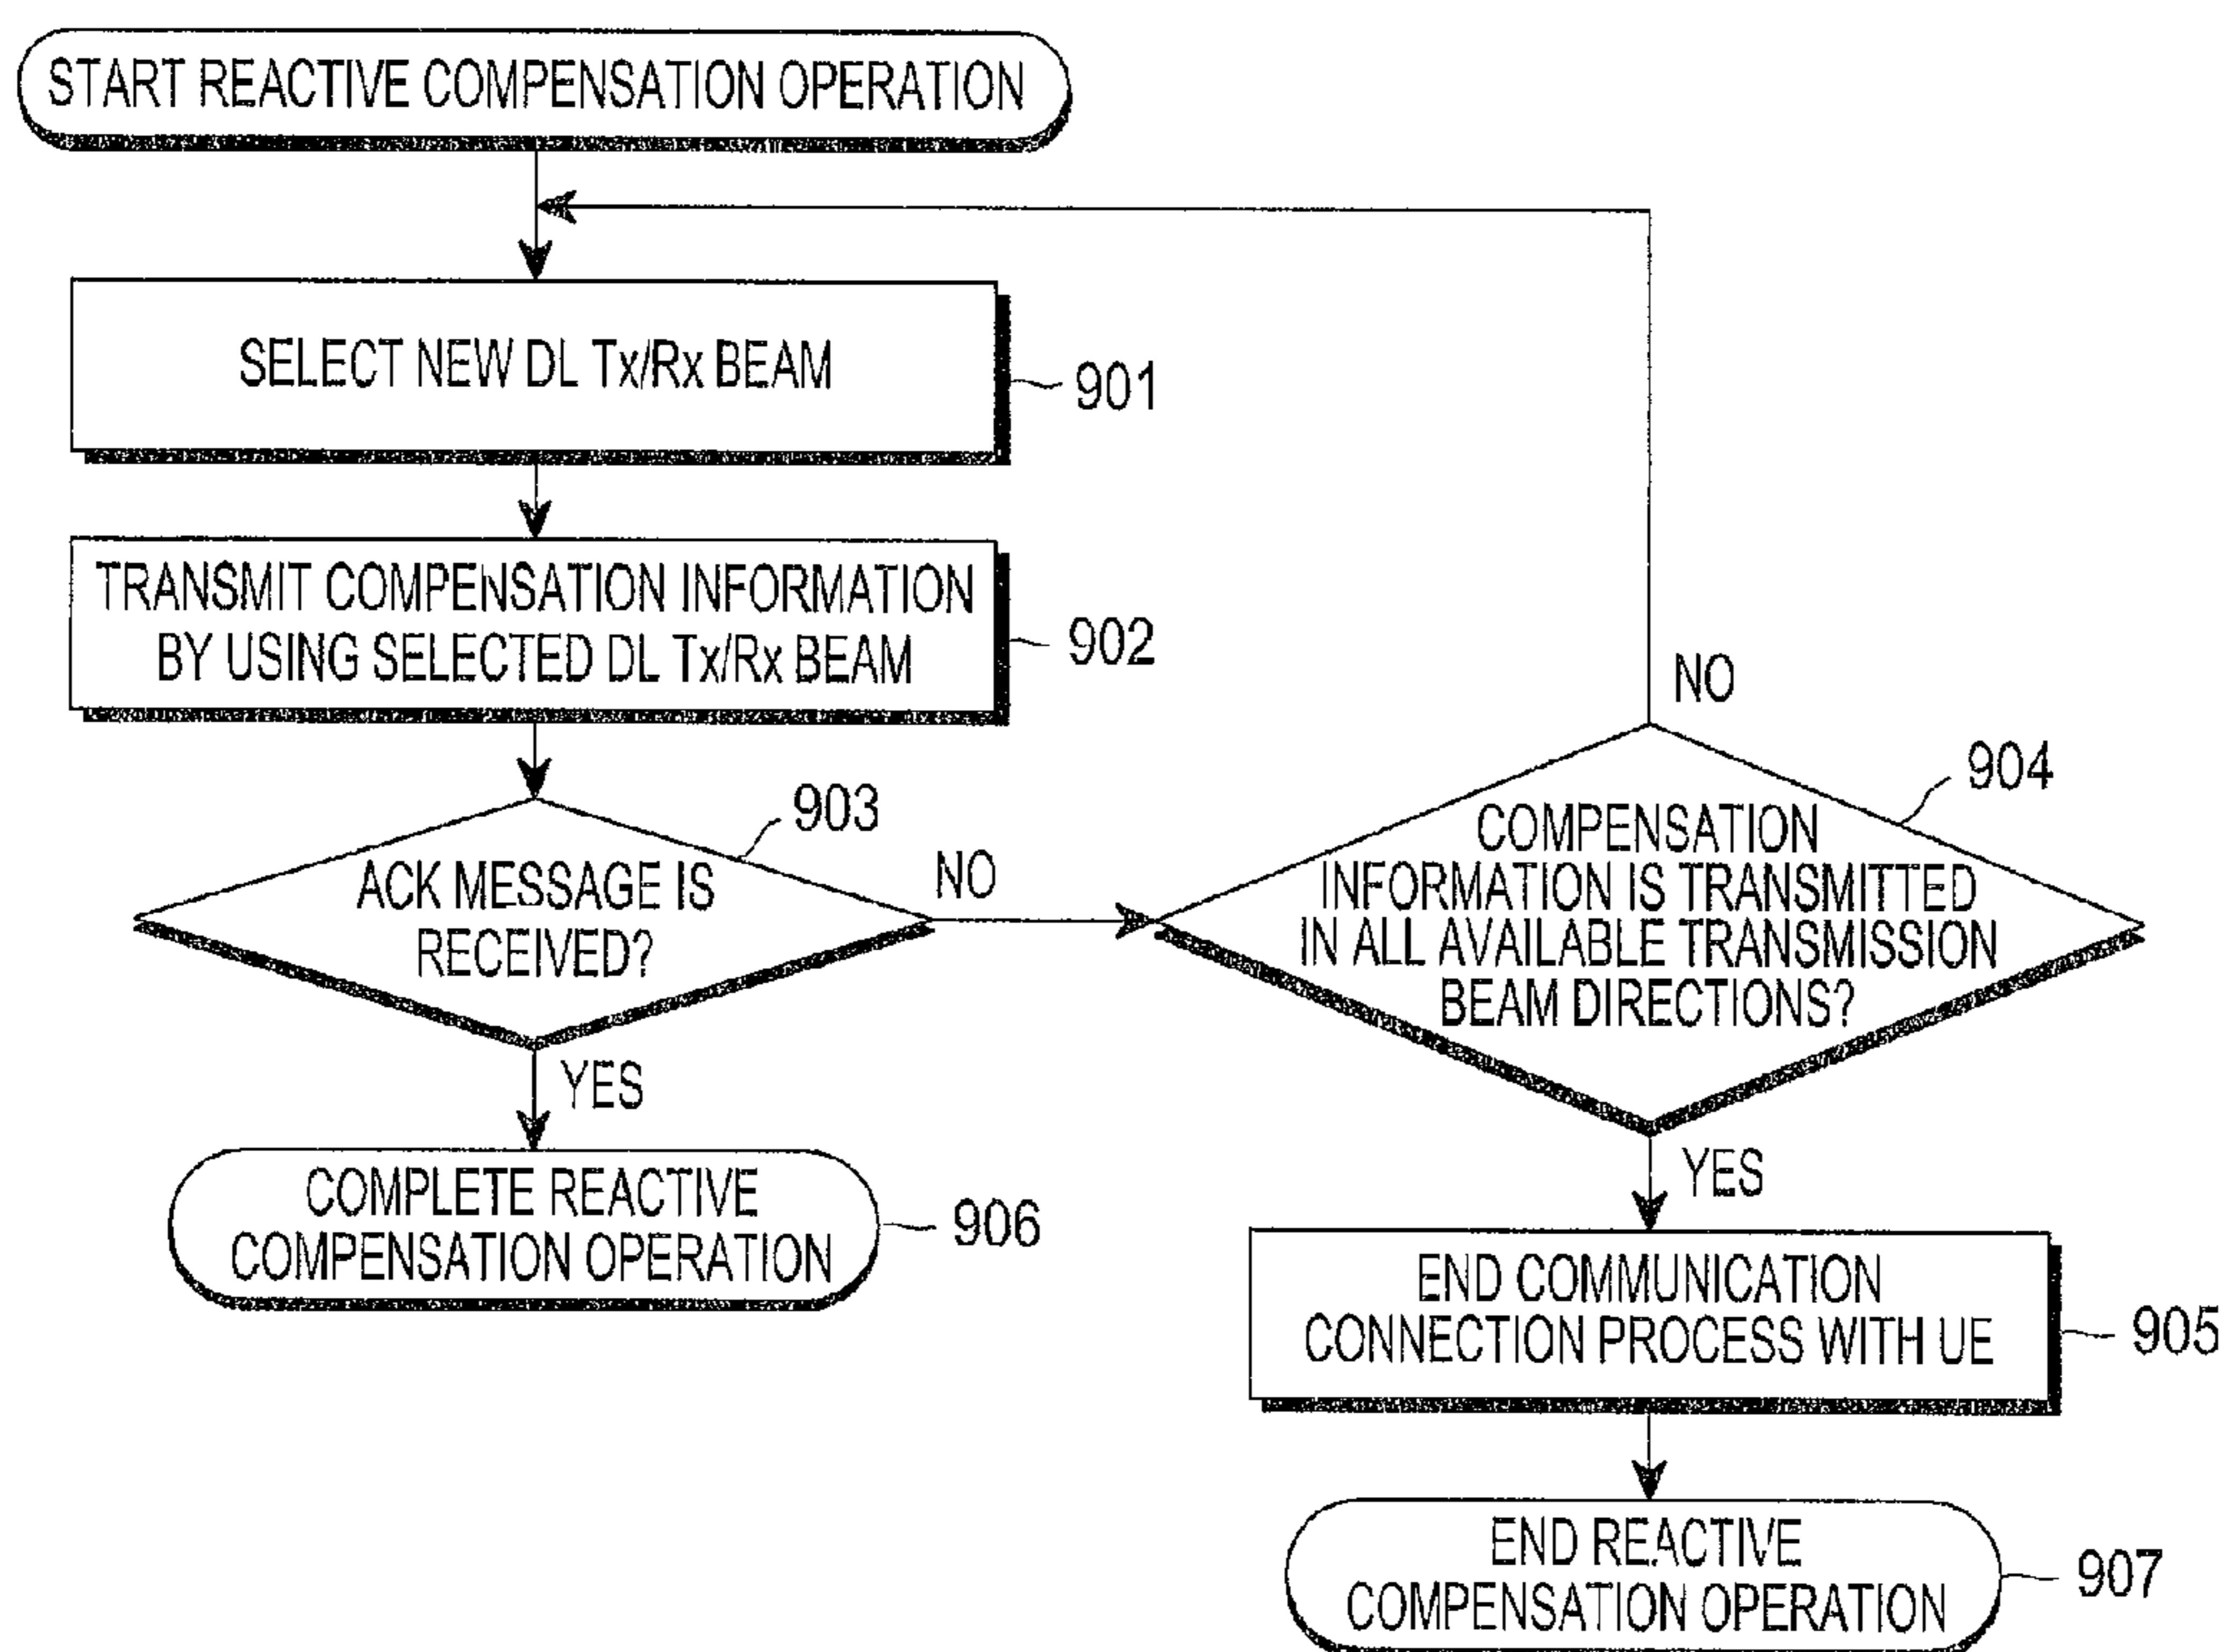 START REACTIVE COMPENSATION OPERATION
SELECT NEW DL Tx/Rx BEAM
901
TRANSMIT COMPENSATION INFORMATION
BY USING SELECTED DL Tx/Rx BEAM
902
903
ACK MESSAGE IS
RECEIVED?
NO
YES
904
COMPENSATION
INFORMATION IS TRANSMITTED
IN ALL AVAILABLE TRANSMISSION
BEAM DIRECTIONS?
NO
YES
COMPLETE REACTIVE
COMPENSATION OPERATION
906
END COMMUNICATION
CONNECTION PROCESS WITH UE
905
END REACTIVE
COMPENSATION OPERATION
907